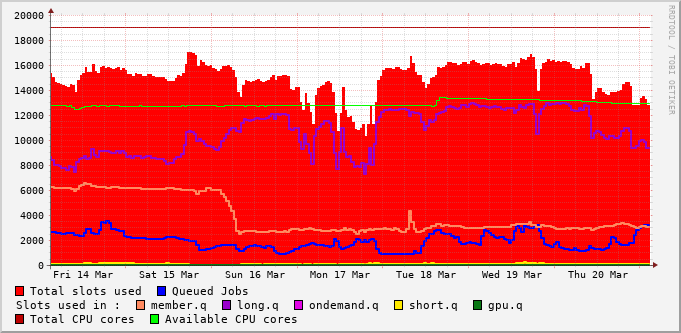 20000
18000
16000
14000
12000
10000
8000
6000
4000
2000
0
Fri 14 Mar Sat 15 Mar Sun 16 Mar Mon 17 Mar Tue 18 Mar Wed 19 Mar Thu 20 Mar
Total slots used Queued Jobs
Slots used in : member.q long.q ondemand.q short.q gpu.q
Total CPU cores Available CPU cores
RRDTOOL / TOBI OETIKER